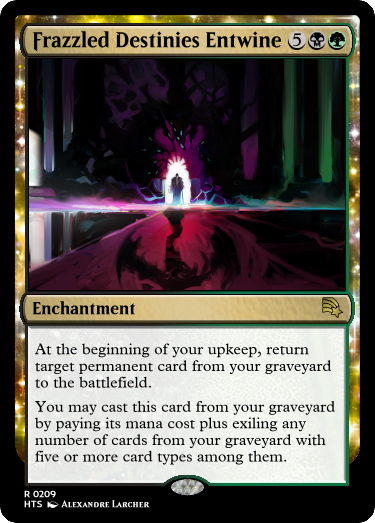 Frazzled Destinies Entwine 5
Enchantment
At the beginning of your upkeep, return
target permanent card from your graveyard
to the battlefield.
You may cast this card from your graveyard
by paying its mana cost plus exiling any
number of cards from your graveyard with
five or more card types among them.
R 0209
HTS Alexandre Larcher